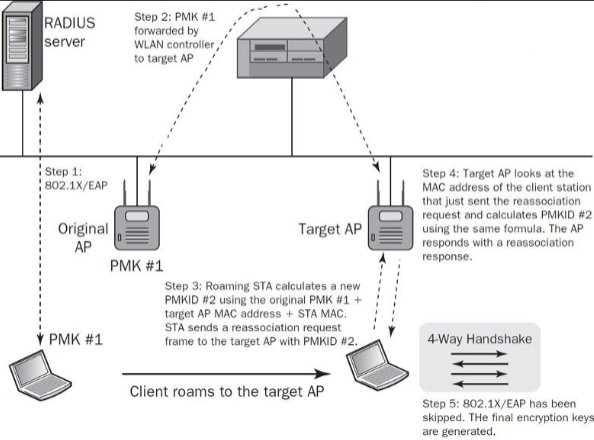 RADIUS
server
Step 2: PMK #1
forwarded by
WLAN controller
to target AP
Step 1:
802.1X/EAP
Original
AP
PMK #1
Target AP
Step 4: Target AP looks at the
MAC address of the client station
that just sent the reassociation
request and calculates PMKID #2
using the same formula. The AP
responds with a reassociation
response.
Step 3: Roaming STA calculates a new
PMKID #2 using the original PMK #1 +
target AP MAC address + STA MAC.
STA sends a reassociation request
frame to the target AP with PMKID #2.
PMK #1
Client roams to the target AP
4-Way Handshake
Step 5: 802.1X/EAP has been
skipped. THe final encryption keys
are generated.